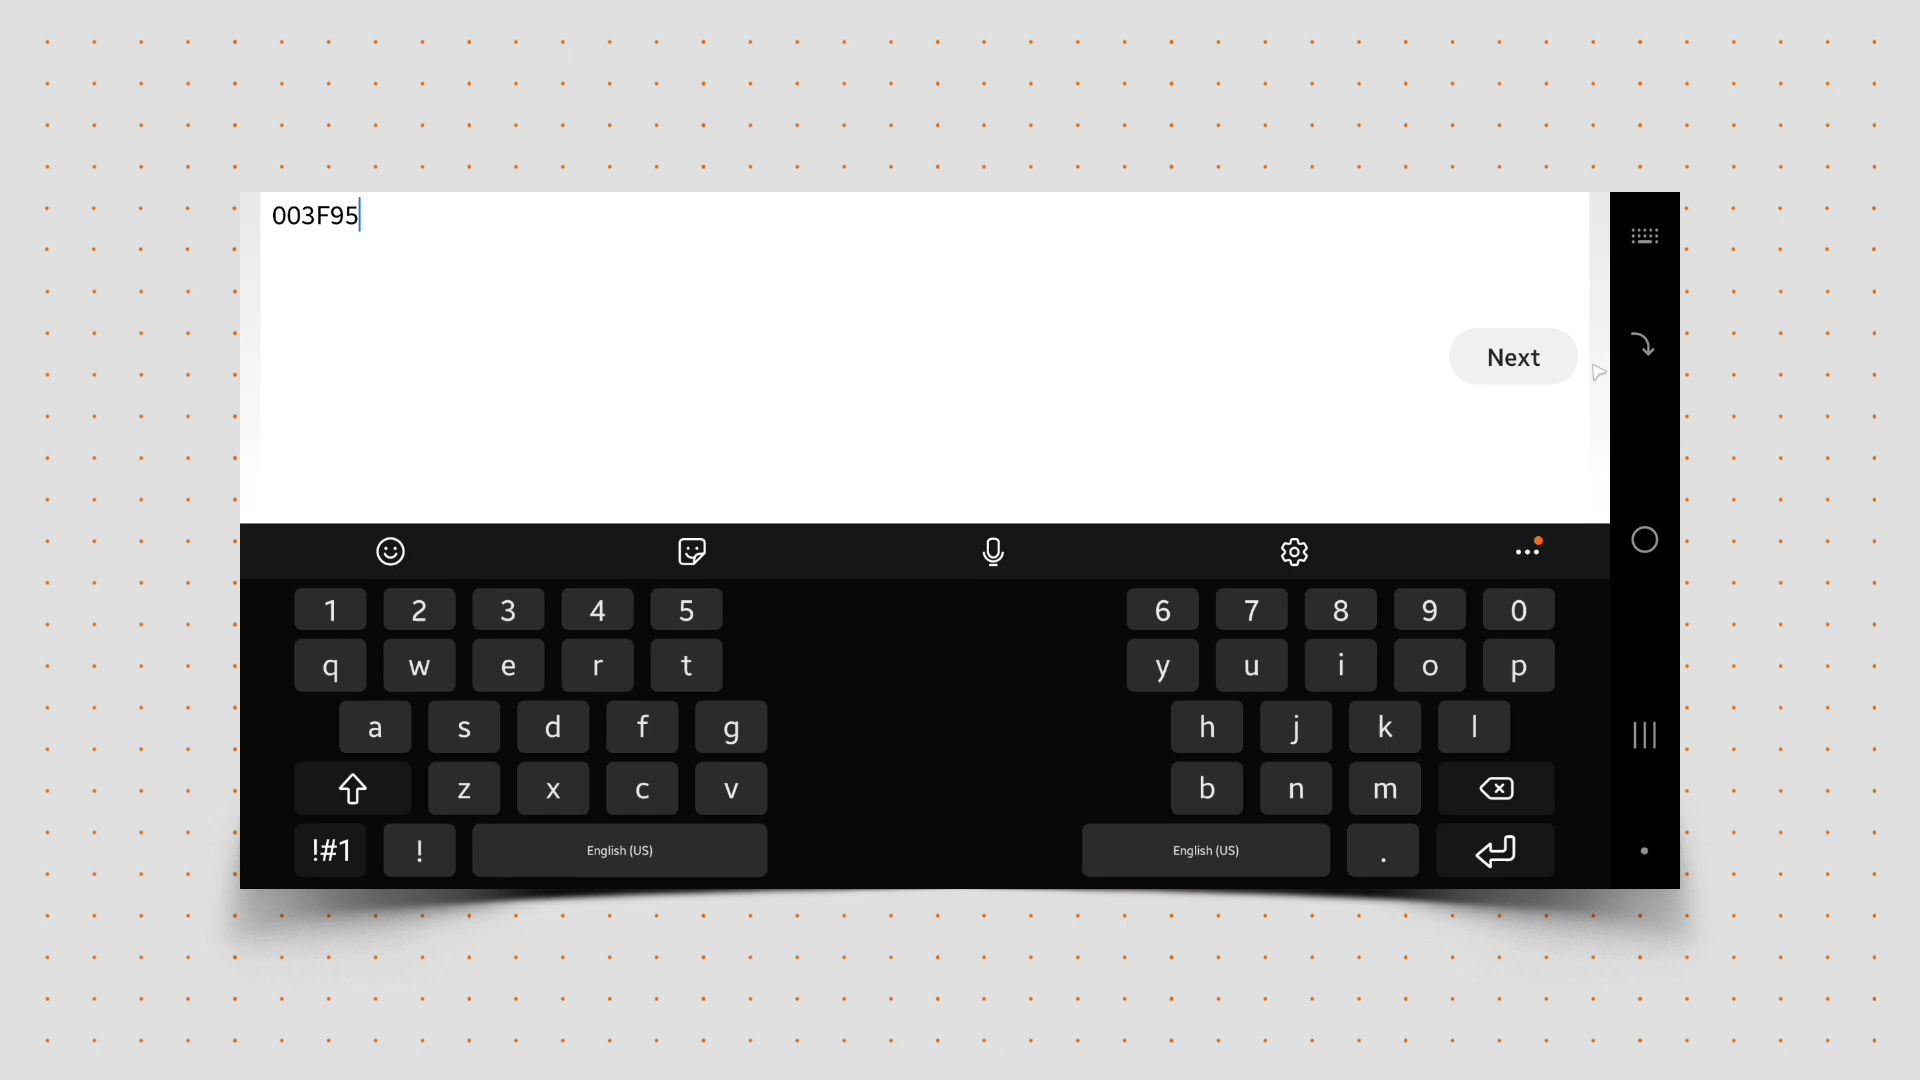 003F95
Next
1 2 3 4 5 6 7 8 9 0
q w e r t y u i o p
a s d f g h j k l
z x c v b n m
!#1 ! English (US) English (US) .